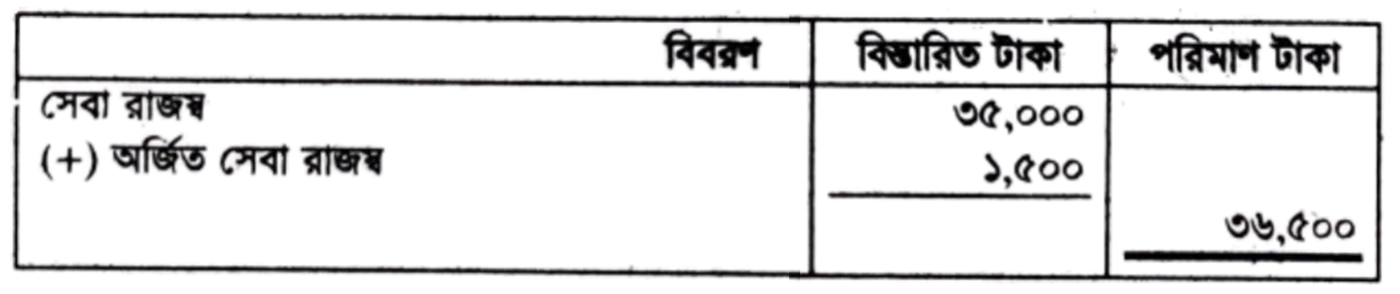 বিবরণ বিস্তারিত টাকা পরিমাণ টাকা
সেবা রাজস্ব ৩৫,০০০
(+) অর্জিত সেবা রাজস্ব ১,৫০০
৩৬,৫০০